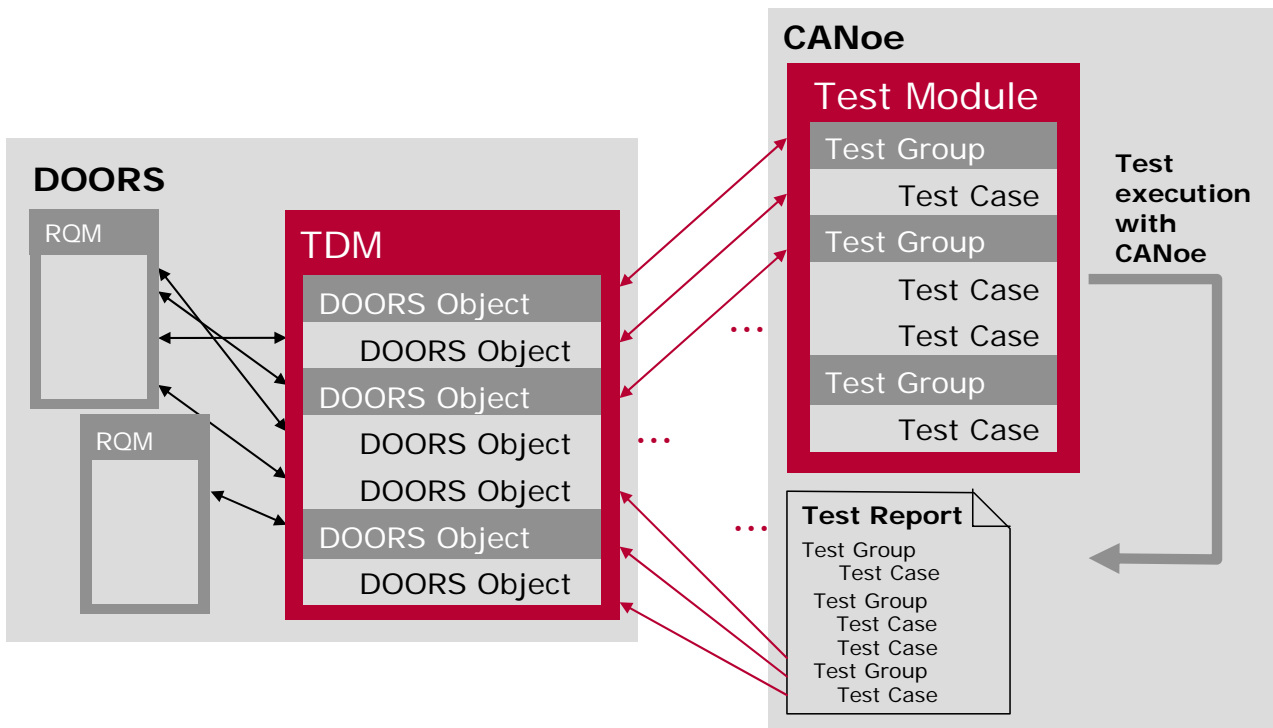 DOORS
RQM
RQM
TDM
DOORS Object
DOORS Object
DOORS Object
DOORS Object
DOORS Object
DOORS Object
DOORS Object
...
...
...
CANoe
Test Module
Test Group
Test Case
Test Group
Test Case
Test Case
Test Group
Test Case
Test
execution
with
CANoe
Test Report
Test Group
Test Case
Test Group
Test Case
Test Case
Test Group
Test Case